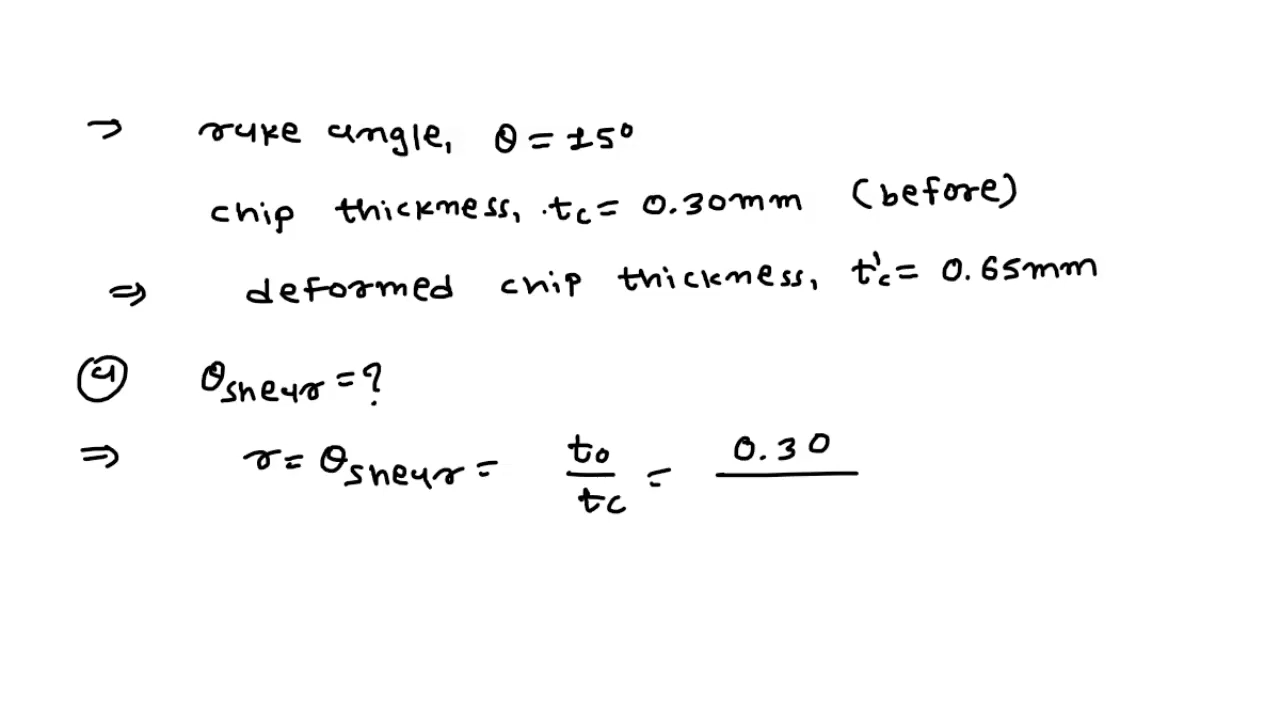 → rake angle, θ = 15°
chip thickness, .tc = 0.30mm (before)
⇒ deformed chip thickness, t'c = 0.65mm
ⓐ θshear = ?
⇒ r = θshear = to/tc = 0.30/